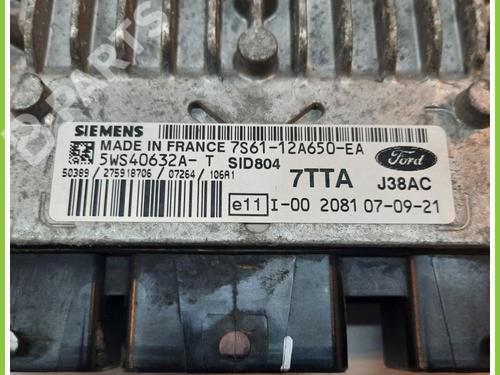 SIEMENS
MADE IN FRANCE 7S61-12A650-EA
5WS40632A-T SID804
50389/275918706/07264/106A1
Ford
7TTA J38AC
e11 I-00 2081 07-09-21